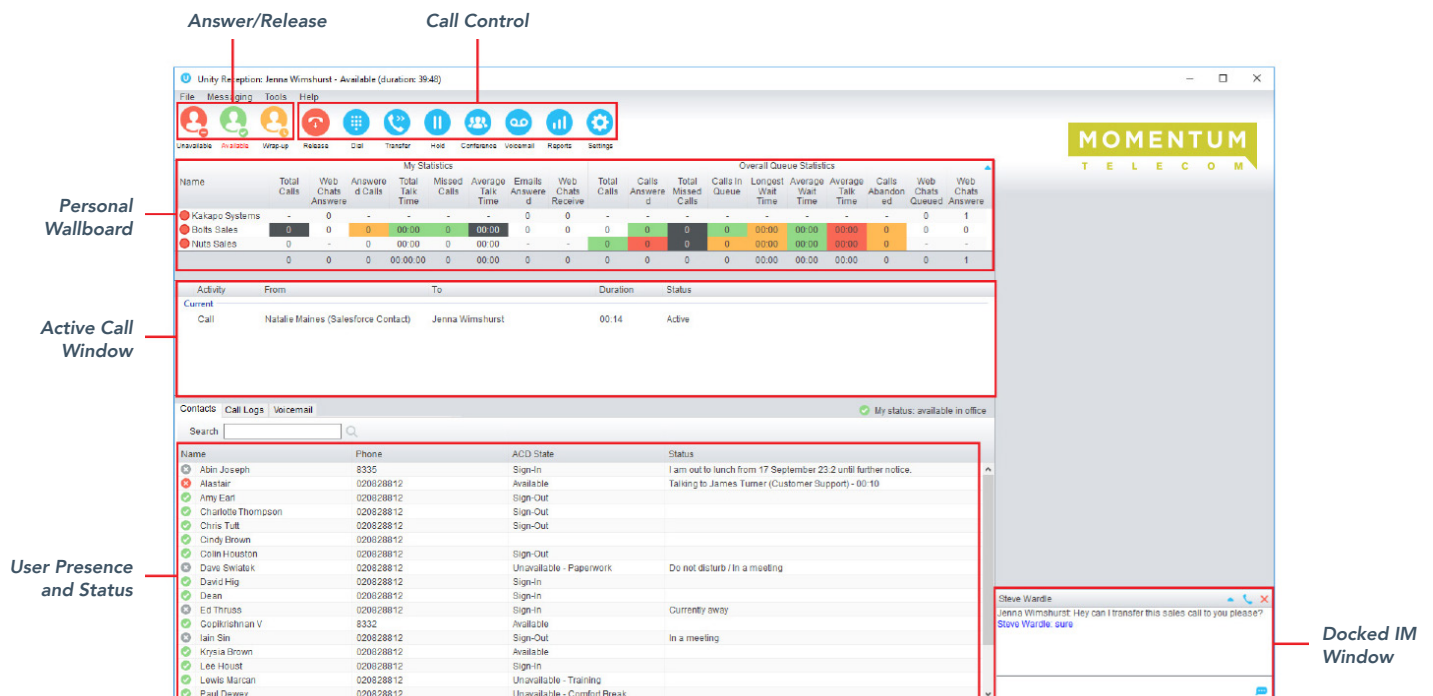 Answer/Release
Call Control
Unity Reception: Jenna Wimshurst - Available (duration: 39:48)
File Messaging Tools Help
Unavailable Available Wrap-up Release Dial Transfer Hold Conference Voicemail Reports Settings
MOMENTUM
TELECOM
My Statistics Overall Queue Statistics
Name Total Calls Web Chats Answere Answere d Calls Total Talk Time Missed Calls Average Talk Time Emails Answere d Web Chats Receive Total Calls Calls Answere d Total Missed Calls Calls In Queue Longest Wait Time Average Wait Time Average Talk Time Calls Abandon ed Web Chats Queued Web Chats Answere
Kakapo Systems - 0 - - - - 0 0 - - - - - - - - 0 1
Bolts Sales 0 0 0 00:00 0 00:00 0 0 0 0 0 0 00:00 00:00 00:00 0 0 0
Nuts Sales 0 - 0 00:00 0 00:00 - - 0 0 0 0 00:00 00:00 00:00 0 - -
0 0 0 00:00:00 0 00:00 0 0 0 0 0 0 00:00 00:00 00:00 0 0 1
Personal
Wallboard
Activity From To Duration Status
Current
Call Natalie Maines (Salesforce Contact) Jenna Wimshurst 00:14 Active
Active Call
Window
Contacts Call Logs Voicemail
My status: available in office
Search
Name Phone ACD State Status
Abin Joseph 8335 Sign-In I am out to lunch from 17 September 23.2 until further notice.
Alastair 020828812 Available Talking to James Turner (Customer Support) - 00:10
Amy Earl 020828812 Sign-Out
Charlotte Thompson 020828812 Sign-Out
Chris Tutt 020828812 Sign-Out
Cindy Brown 020828812
Colin Houston 020828812 Sign-Out
Dave Swiatek 020828812 Unavailable - Paperwork Do not disturb / In a meeting
David Hig 020828812 Sign-In
Dean 020828812 Sign-In
Ed Thruss 020828812 Sign-In Currently away
Gopikrishnan V 8332 Available
Iain Sin 020828812 Sign-Out In a meeting
Krysia Brown 020828812 Available
Lee Houst 020828812 Sign-In
Lewis Marcan 020828812 Unavailable - Training
Paul Dewey 020828812 Unavailable - Comfort Break
User Presence
and Status
Steve Wardle
Jenna Wimshurst: Hey can I transfer this sales call to you please?
Steve Wardle: sure
Docked IM
Window